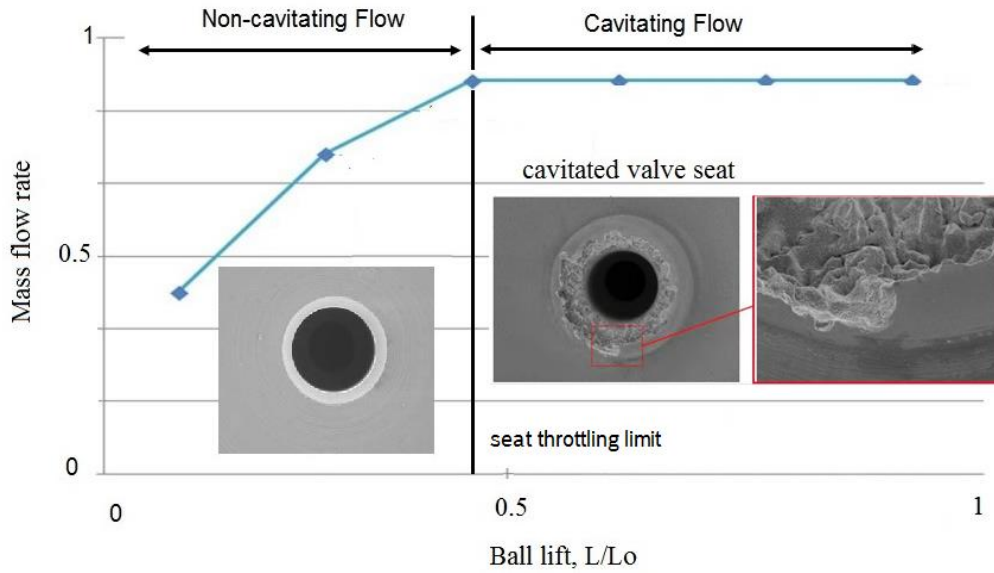 Non-cavitating Flow
Cavitating Flow
1
cavitated valve seat
Mass flow rate
0.5
seat throttling limit
0
0
0.5
1
Ball lift, L/Lo